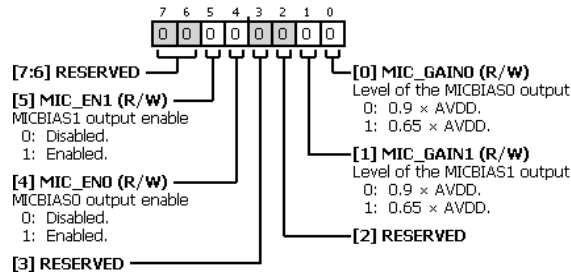 7 6 5 4 3 2 1 0
0 0 0 0 0 0 0 0
[7:6] RESERVED
[5] MIC_EN1 (R/W)
MICBIAS1 output enable
0: Disabled.
1: Enabled.
[4] MIC_EN0 (R/W)
MICBIAS0 output enable
0: Disabled.
1: Enabled.
[3] RESERVED
[0] MIC_GAIN0 (R/W)
Level of the MICBIAS0 output
0: 0.9 × AVDD.
1: 0.65 × AVDD.
[1] MIC_GAIN1 (R/W)
Level of the MICBIAS1 output
0: 0.9 × AVDD.
1: 0.65 × AVDD.
[2] RESERVED